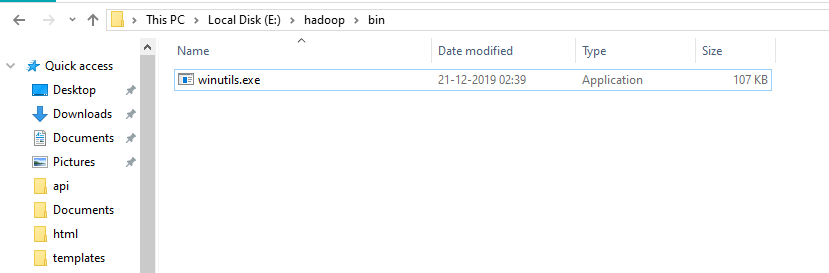 This PC > Local Disk (E:) > hadoop > bin
Name Date modified Type Size
Quick access
winutils.exe 21-12-2019 02:39 Application 107 KB
Desktop
Downloads
Documents
Pictures
api
Documents
html
templates